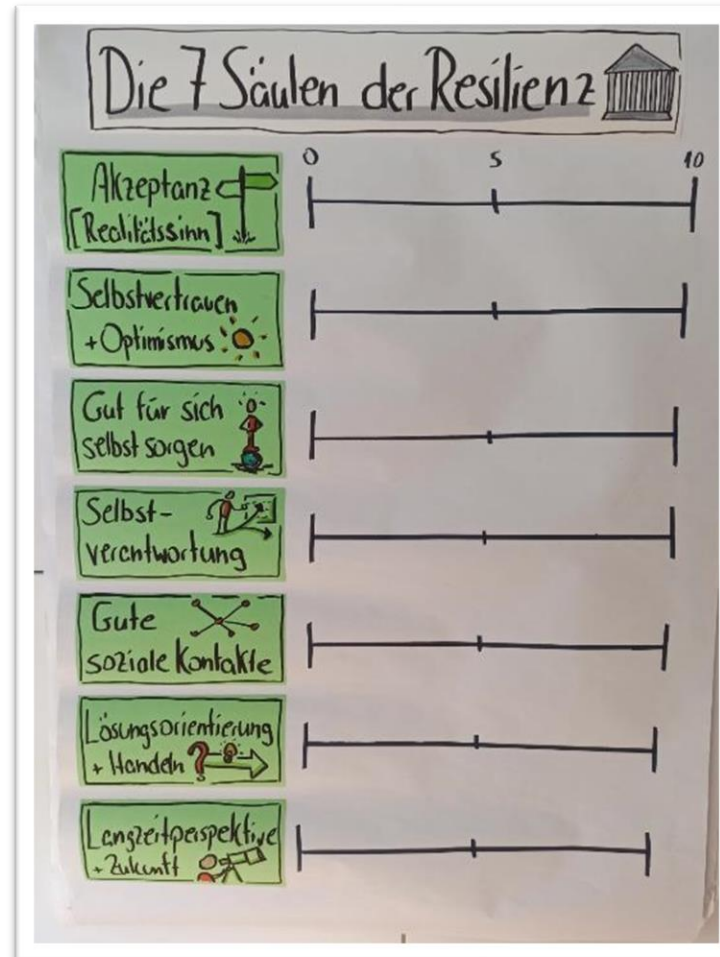 Die 7 Säulen der Resilienz
0 5 10
Akzeptanz
[Realitätssinn]
Selbstvertrauen
+ Optimismus
Gut für sich
selbst sorgen
Selbst-
verantwortung
Gute
soziale Kontakte
Lösungsorientierung
+ Handeln ?
Langzeitperspektive
+ Zukunft